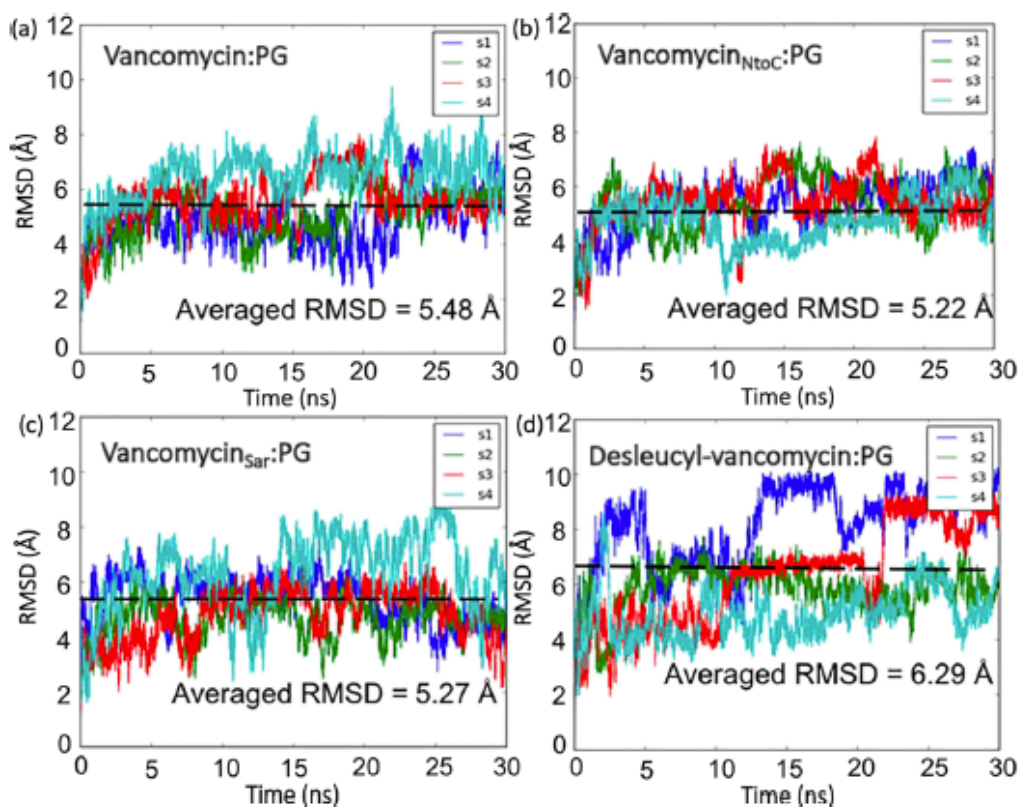 (a)
Vancomycin:PG
s1
s2
s3
s4
12
10
8
6
4
2
0
RMSD (Å)
Averaged RMSD = 5.48 Å
0 5 10 15 20 25 30
Time (ns)
(b)
Vancomycin_NtoC:PG
s1
s2
s3
s4
12
10
8
6
4
2
0
RMSD (Å)
Averaged RMSD = 5.22 Å
0 5 10 15 20 25 30
Time (ns)
(c)
Vancomycin_Sar:PG
s1
s2
s3
s4
12
10
8
6
4
2
0
RMSD (Å)
Averaged RMSD = 5.27 Å
0 5 10 15 20 25 30
Time (ns)
(d)
Desleucyl-vancomycin:PG
s1
s2
s3
s4
12
10
8
6
4
2
0
RMSD (Å)
Averaged RMSD = 6.29 Å
0 5 10 15 20 25 30
Time (ns)